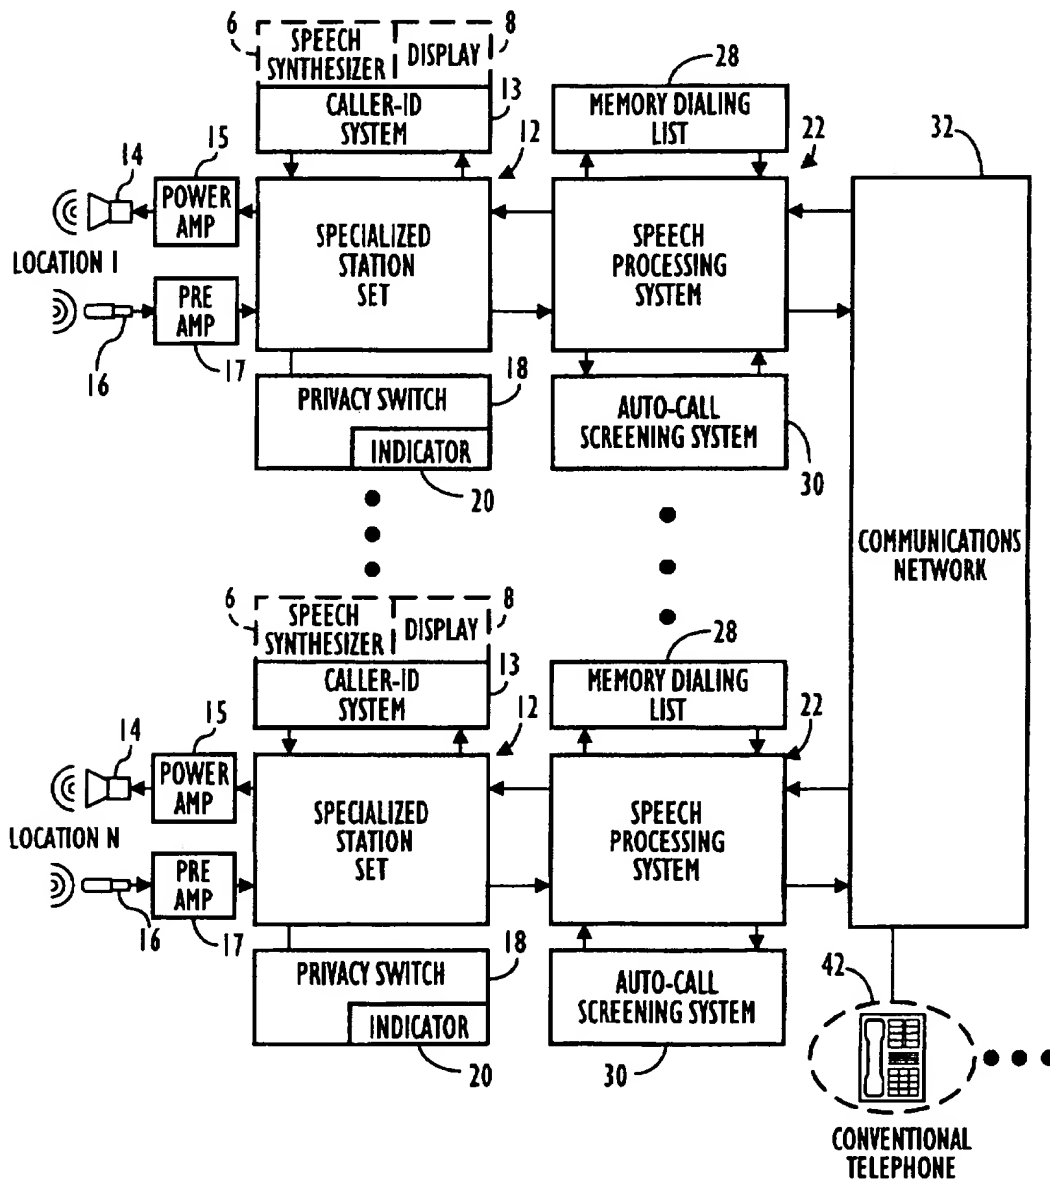 6
SPEECH
SYNTHESIZER
DISPLAY
8
CALLER-ID
SYSTEM
13
28
MEMORY DIALING
LIST
22
32
12
14
15
POWER
AMP
LOCATION 1
PRE
AMP
16
17
SPECIALIZED
STATION
SET
SPEECH
PROCESSING
SYSTEM
PRIVACY SWITCH
18
INDICATOR
20
AUTO-CALL
SCREENING SYSTEM
30
COMMUNICATIONS
NETWORK
6
SPEECH
SYNTHESIZER
DISPLAY
8
CALLER-ID
SYSTEM
13
28
MEMORY DIALING
LIST
22
12
14
15
POWER
AMP
LOCATION N
PRE
AMP
16
17
SPECIALIZED
STATION
SET
SPEECH
PROCESSING
SYSTEM
PRIVACY SWITCH
18
INDICATOR
20
AUTO-CALL
SCREENING SYSTEM
30
42
CONVENTIONAL
TELEPHONE